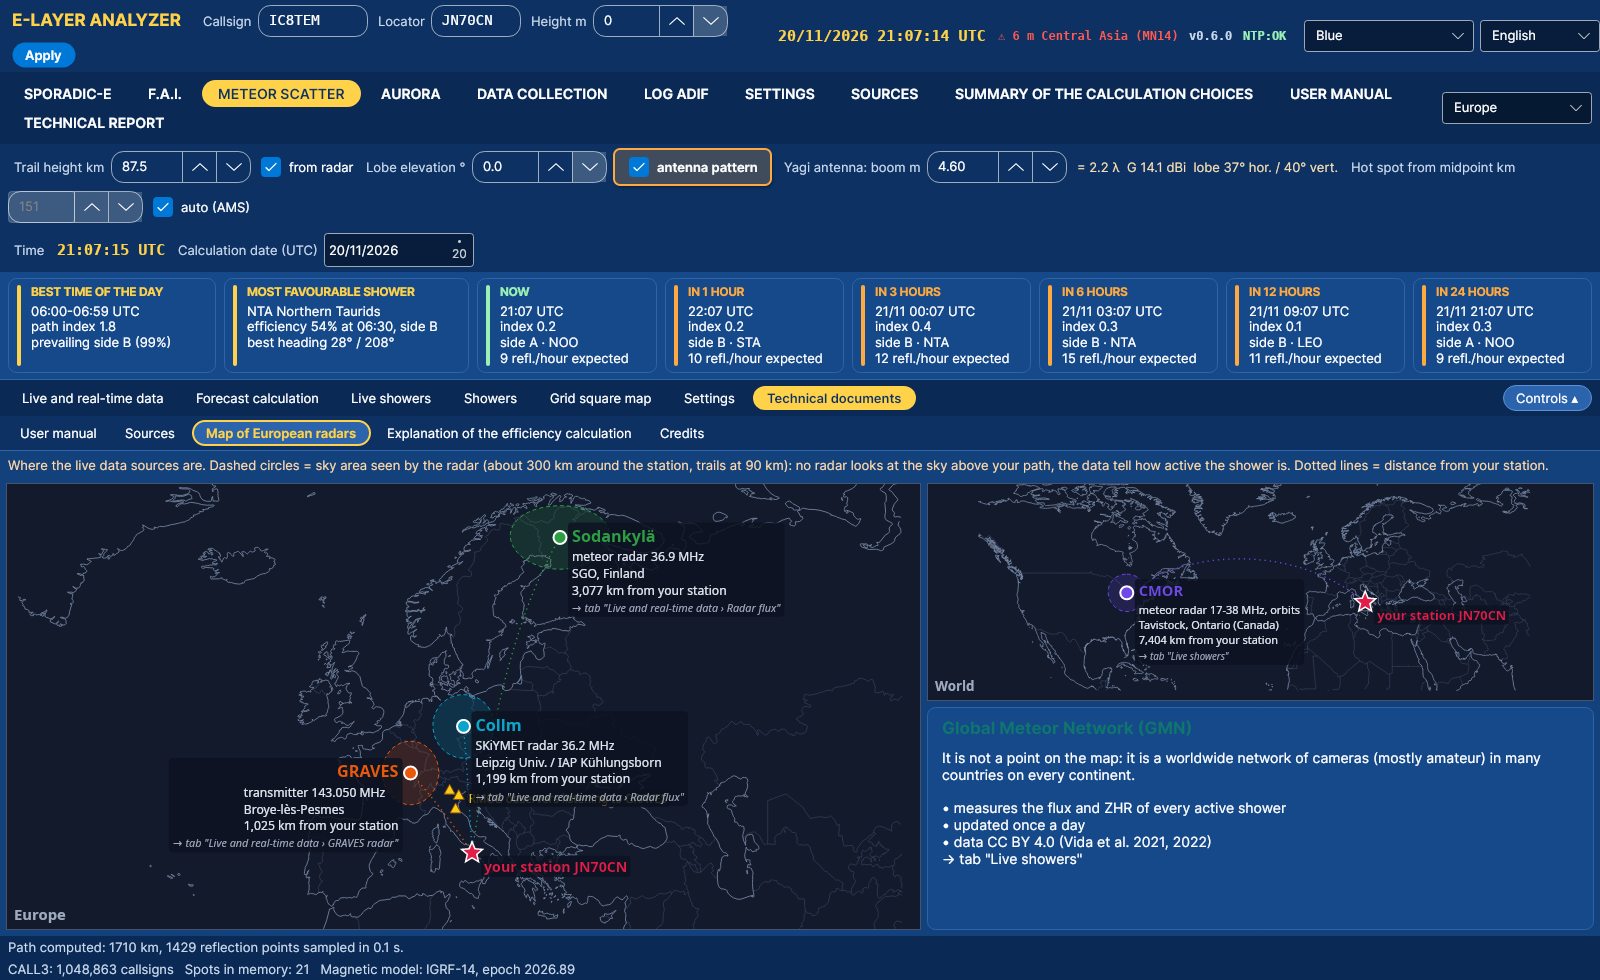 E-LAYER ANALYZER
Callsign IC8TEM Locator JN70CN Height m 0
20/11/2026 21:07:14 UTC ⚠ 6 m Central Asia (MN14) v0.6.0 NTP:OK Blue English
Apply
SPORADIC-E F.A.I. METEOR SCATTER AURORA DATA COLLECTION LOG ADIF SETTINGS SOURCES SUMMARY OF THE CALCULATION CHOICES USER MANUAL
TECHNICAL REPORT
Europe
Trail height km 87.5 from radar Lobe elevation ° 0.0 antenna pattern Yagi antenna: boom m 4.60 = 2.2 λ G 14.1 dBi lobe 37° hor. / 40° vert. Hot spot from midpoint km
151 auto (AMS)
Time 21:07:15 UTC Calculation date (UTC) 20/11/2026 20
BEST TIME OF THE DAY
06:00-06:59 UTC
path index 1.8
prevailing side B (99%)
MOST FAVOURABLE SHOWER
NTA Northern Taurids
efficiency 54% at 06:30, side B
best heading 28° / 208°
NOW
21:07 UTC
index 0.2
side A · NOO
9 refl./hour expected
IN 1 HOUR
22:07 UTC
index 0.2
side B · STA
10 refl./hour expected
IN 3 HOURS
21/11 00:07 UTC
index 0.4
side B · NTA
12 refl./hour expected
IN 6 HOURS
21/11 03:07 UTC
index 0.3
side B · NTA
15 refl./hour expected
IN 12 HOURS
21/11 09:07 UTC
index 0.1
side B · LEO
11 refl./hour expected
IN 24 HOURS
21/11 21:07 UTC
index 0.3
side A · NOO
9 refl./hour expected
Live and real-time data Forecast calculation Live showers Showers Grid square map Settings Technical documents Controls ▴
User manual Sources Map of European radars Explanation of the efficiency calculation Credits
Where the live data sources are. Dashed circles = sky area seen by the radar (about 300 km around the station, trails at 90 km): no radar looks at the sky above your path, the data tell how active the shower is. Dotted lines = distance from your station.
Sodankylä
meteor radar 36.9 MHz
SGO, Finland
3,077 km from your station
→ tab "Live and real-time data › Radar flux"
Collm
SKiYMET radar 36.2 MHz
Leipzig Univ. / IAP Kühlungsborn
1,199 km from your station
→ tab "Live and real-time data › Radar flux"
GRAVES
transmitter 143.050 MHz
Broye-lès-Pesmes
1,025 km from your station
→ tab "Live and real-time data › GRAVES radar"
your station JN70CN
Europe
CMOR
meteor radar 17-38 MHz, orbits
Tavistock, Ontario (Canada)
7,404 km from your station
→ tab "Live showers"
your station JN70CN
World
Global Meteor Network (GMN)
It is not a point on the map: it is a worldwide network of cameras (mostly amateur) in many
countries on every continent.
• measures the flux and ZHR of every active shower
• updated once a day
• data CC BY 4.0 (Vida et al. 2021, 2022)
→ tab "Live showers"
Path computed: 1710 km, 1429 reflection points sampled in 0.1 s.
CALL3: 1,048,863 callsigns Spots in memory: 21 Magnetic model: IGRF-14, epoch 2026.89